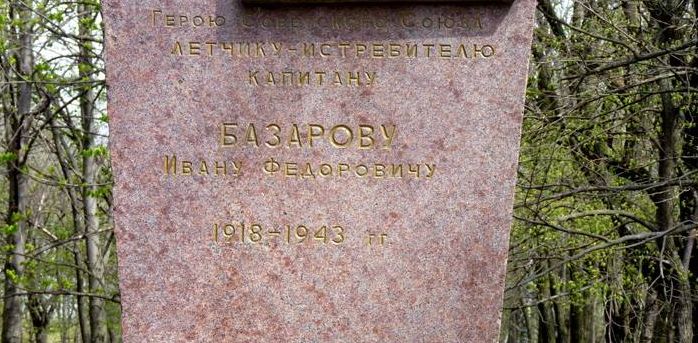 Герою Советского Союза
ЛЕТЧИКУ-ИСТРЕБИТЕЛЮ
КАПИТАНУ
БАЗАРОВУ
Ивану Федоровичу
1918-1943 гг.